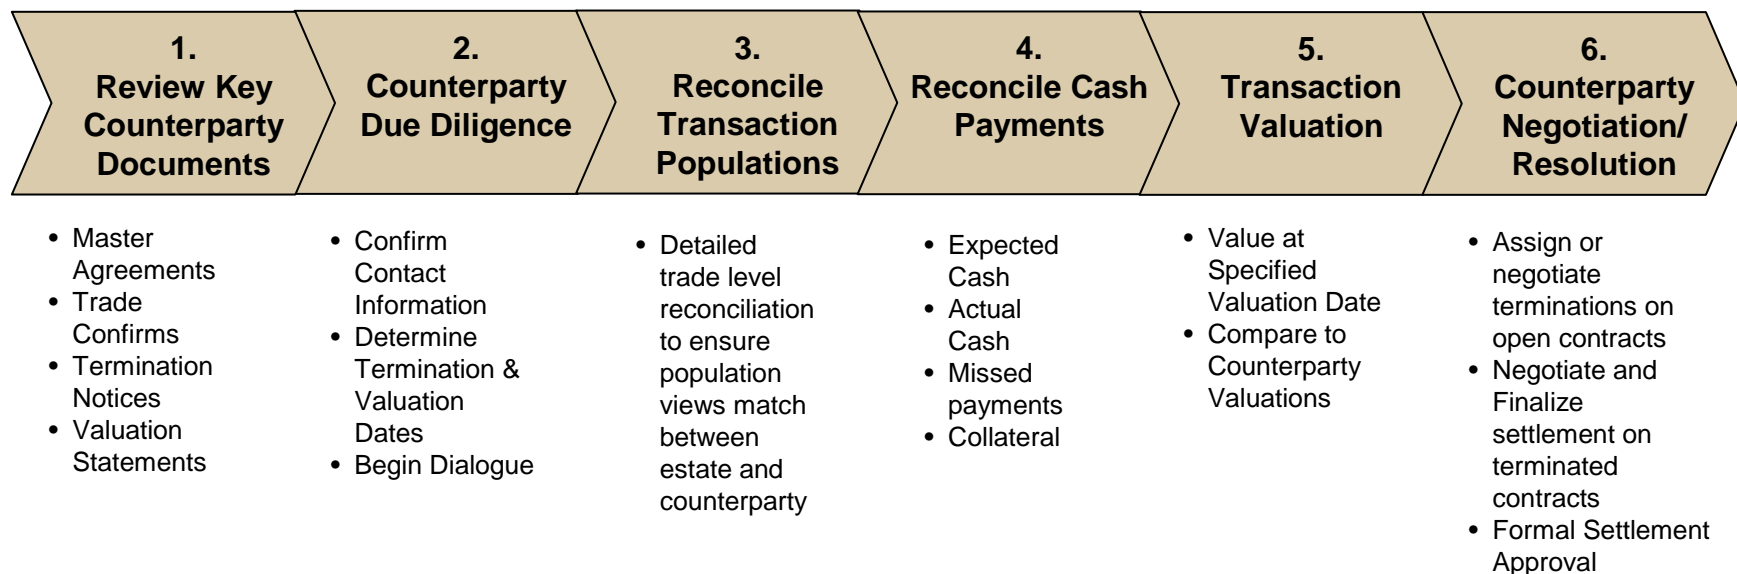 1.
Review Key
Counterparty
Documents
2.
Counterparty
Due Diligence
3.
Reconcile
Transaction
Populations
4.
Reconcile Cash
Payments
5.
Transaction
Valuation
6.
Counterparty
Negotiation/
Resolution
• Master
Agreements
• Trade
Confirms
• Termination
Notices
• Valuation
Statements
• Confirm
Contact
Information
• Determine
Termination &
Valuation
Dates
• Begin Dialogue
• Detailed
trade level
reconciliation
to ensure
population
views match
between
estate and
counterparty
• Expected
Cash
• Actual
Cash
• Missed
payments
• Collateral
• Value at
Specified
Valuation Date
• Compare to
Counterparty
Valuations
• Assign or
negotiate
terminations on
open contracts
• Negotiate and
Finalize
settlement on
terminated
contracts
• Formal Settlement
Approval